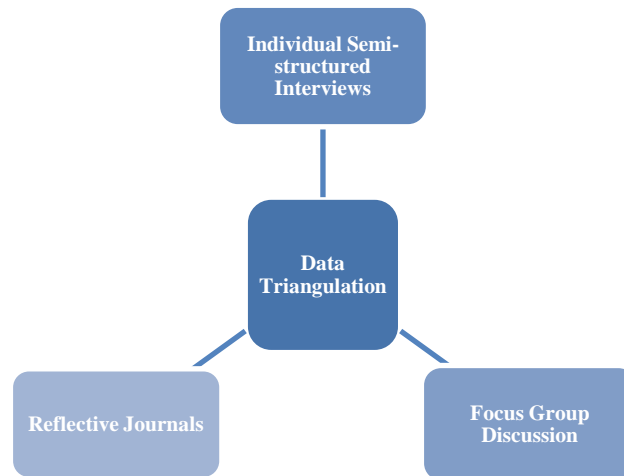 Individual Semi-
structured
Interviews
Data
Triangulation
Reflective Journals
Focus Group
Discussion